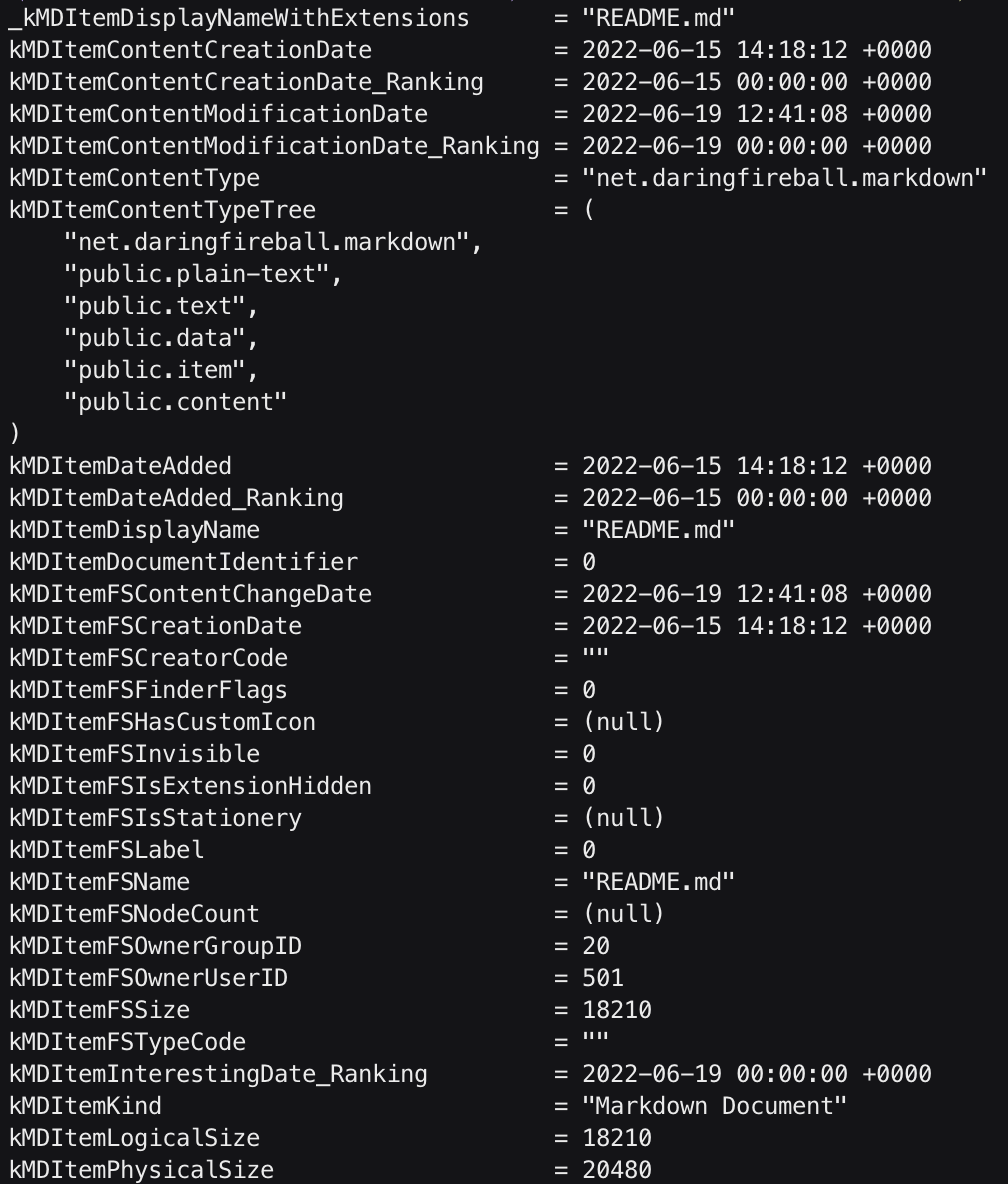 _kMDItemDisplayNameWithExtensions      = "README.md"
kMDItemContentCreationDate             = 2022-06-15 14:18:12 +0000
kMDItemContentCreationDate_Ranking     = 2022-06-15 00:00:00 +0000
kMDItemContentModificationDate         = 2022-06-19 12:41:08 +0000
kMDItemContentModificationDate_Ranking = 2022-06-19 00:00:00 +0000
kMDItemContentType                     = "net.daringfireball.markdown"
kMDItemContentTypeTree                 = (
    "net.daringfireball.markdown",
    "public.plain-text",
    "public.text",
    "public.data",
    "public.item",
    "public.content"
)
kMDItemDateAdded                       = 2022-06-15 14:18:12 +0000
kMDItemDateAdded_Ranking               = 2022-06-15 00:00:00 +0000
kMDItemDisplayName                     = "README.md"
kMDItemDocumentIdentifier              = 0
kMDItemFSContentChangeDate             = 2022-06-19 12:41:08 +0000
kMDItemFSCreationDate                  = 2022-06-15 14:18:12 +0000
kMDItemFSCreatorCode                   = ""
kMDItemFSFinderFlags                   = 0
kMDItemFSHasCustomIcon                 = (null)
kMDItemFSInvisible                     = 0
kMDItemFSIsExtensionHidden             = 0
kMDItemFSIsStationery                  = (null)
kMDItemFSLabel                         = 0
kMDItemFSName                          = "README.md"
kMDItemFSNodeCount                     = (null)
kMDItemFSOwnerGroupID                  = 20
kMDItemFSOwnerUserID                   = 501
kMDItemFSSize                          = 18210
kMDItemFSTypeCode                      = ""
kMDItemInterestingDate_Ranking         = 2022-06-19 00:00:00 +0000
kMDItemKind                            = "Markdown Document"
kMDItemLogicalSize                     = 18210
kMDItemPhysicalSize                    = 20480